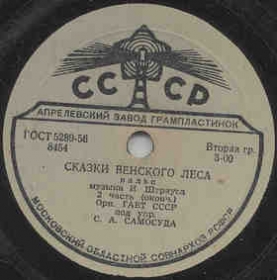 СССР
АПРЕЛЕВСКИЙ ЗАВОД ГРАМПЛАСТИНОК
ГОСТ 5289-56
8454
Вторая гр.
3-00
СКАЗКИ ВЕНСКОГО ЛЕСА
вальс
музыка И. Штрауса
2 часть (оконч.)
Орк. ГАБТ СССР
под упр.
С. А. САМОСУДА
МОСКОВСКИЙ ОБЛАСТНОЙ СОВНАРХОЗ РСФСР